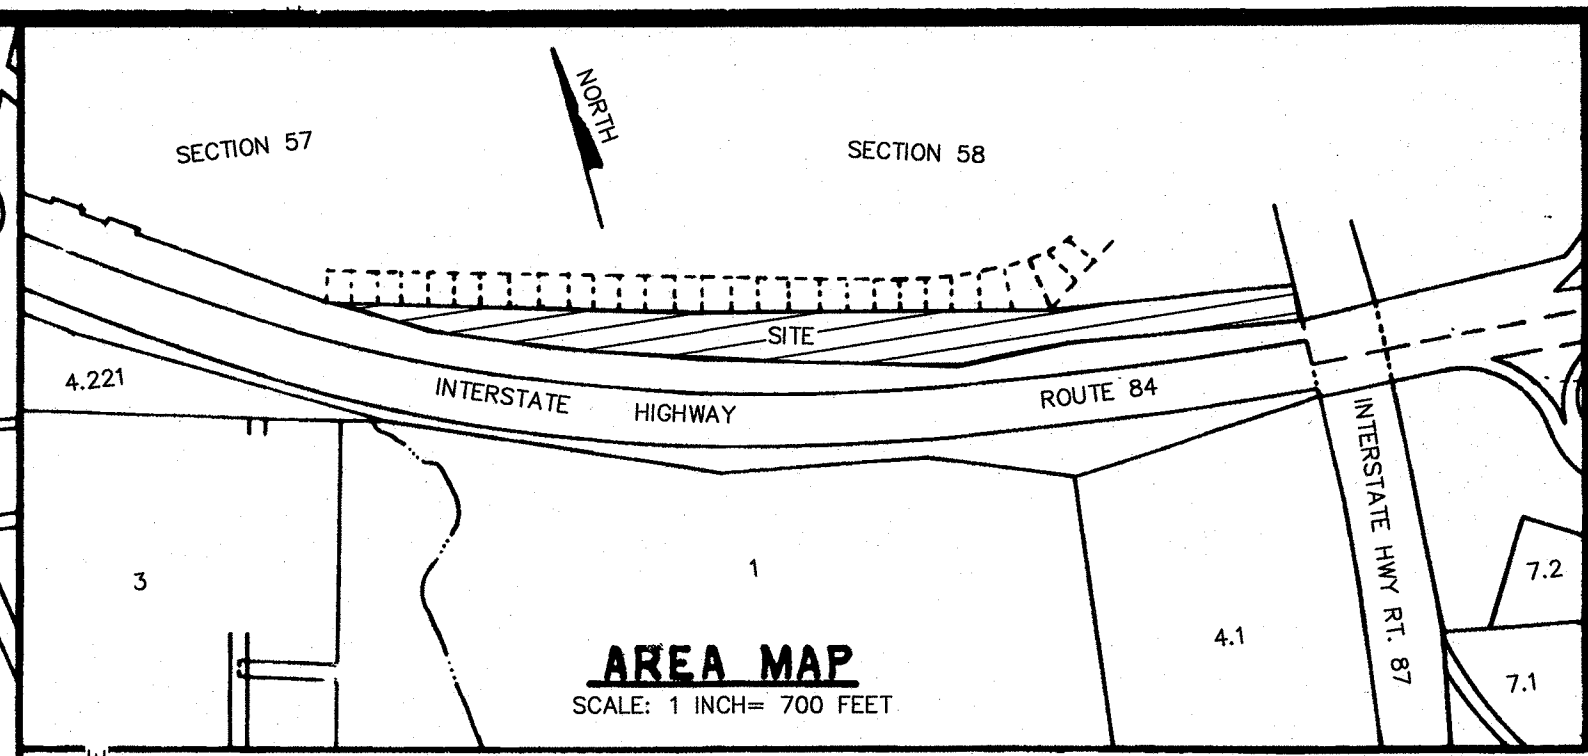 NORTH
SECTION 57
SECTION 58
SITE
4.221
INTERSTATE HIGHWAY ROUTE 84
INTERSTATE HWY RT. 87
3
1
4.1
7.2
7.1
AREA MAP
SCALE: 1 INCH= 700 FEET